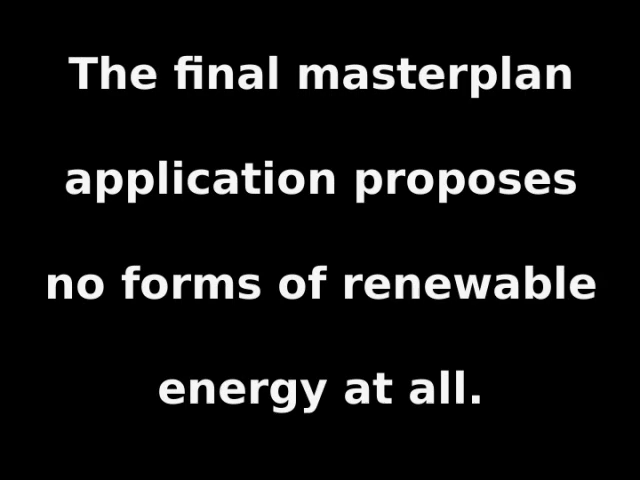 The final masterplan
application proposes
no forms of renewable
energy at all.